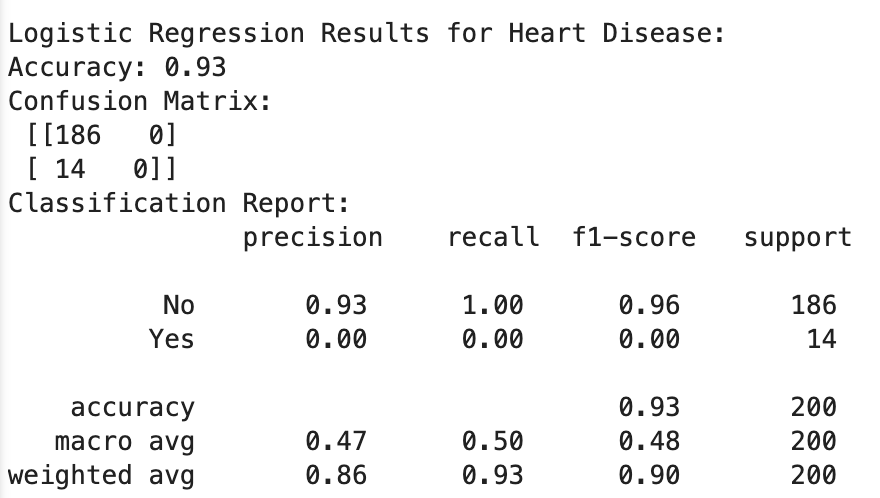 Logistic Regression Results for Heart Disease:
Accuracy: 0.93
Confusion Matrix:
[[186   0]
[ 14   0]]
Classification Report:
precision    recall  f1-score   support
No       0.93      1.00      0.96       186
Yes       0.00      0.00      0.00        14
accuracy                           0.93       200
macro avg       0.47      0.50      0.48       200
weighted avg       0.86      0.93      0.90       200